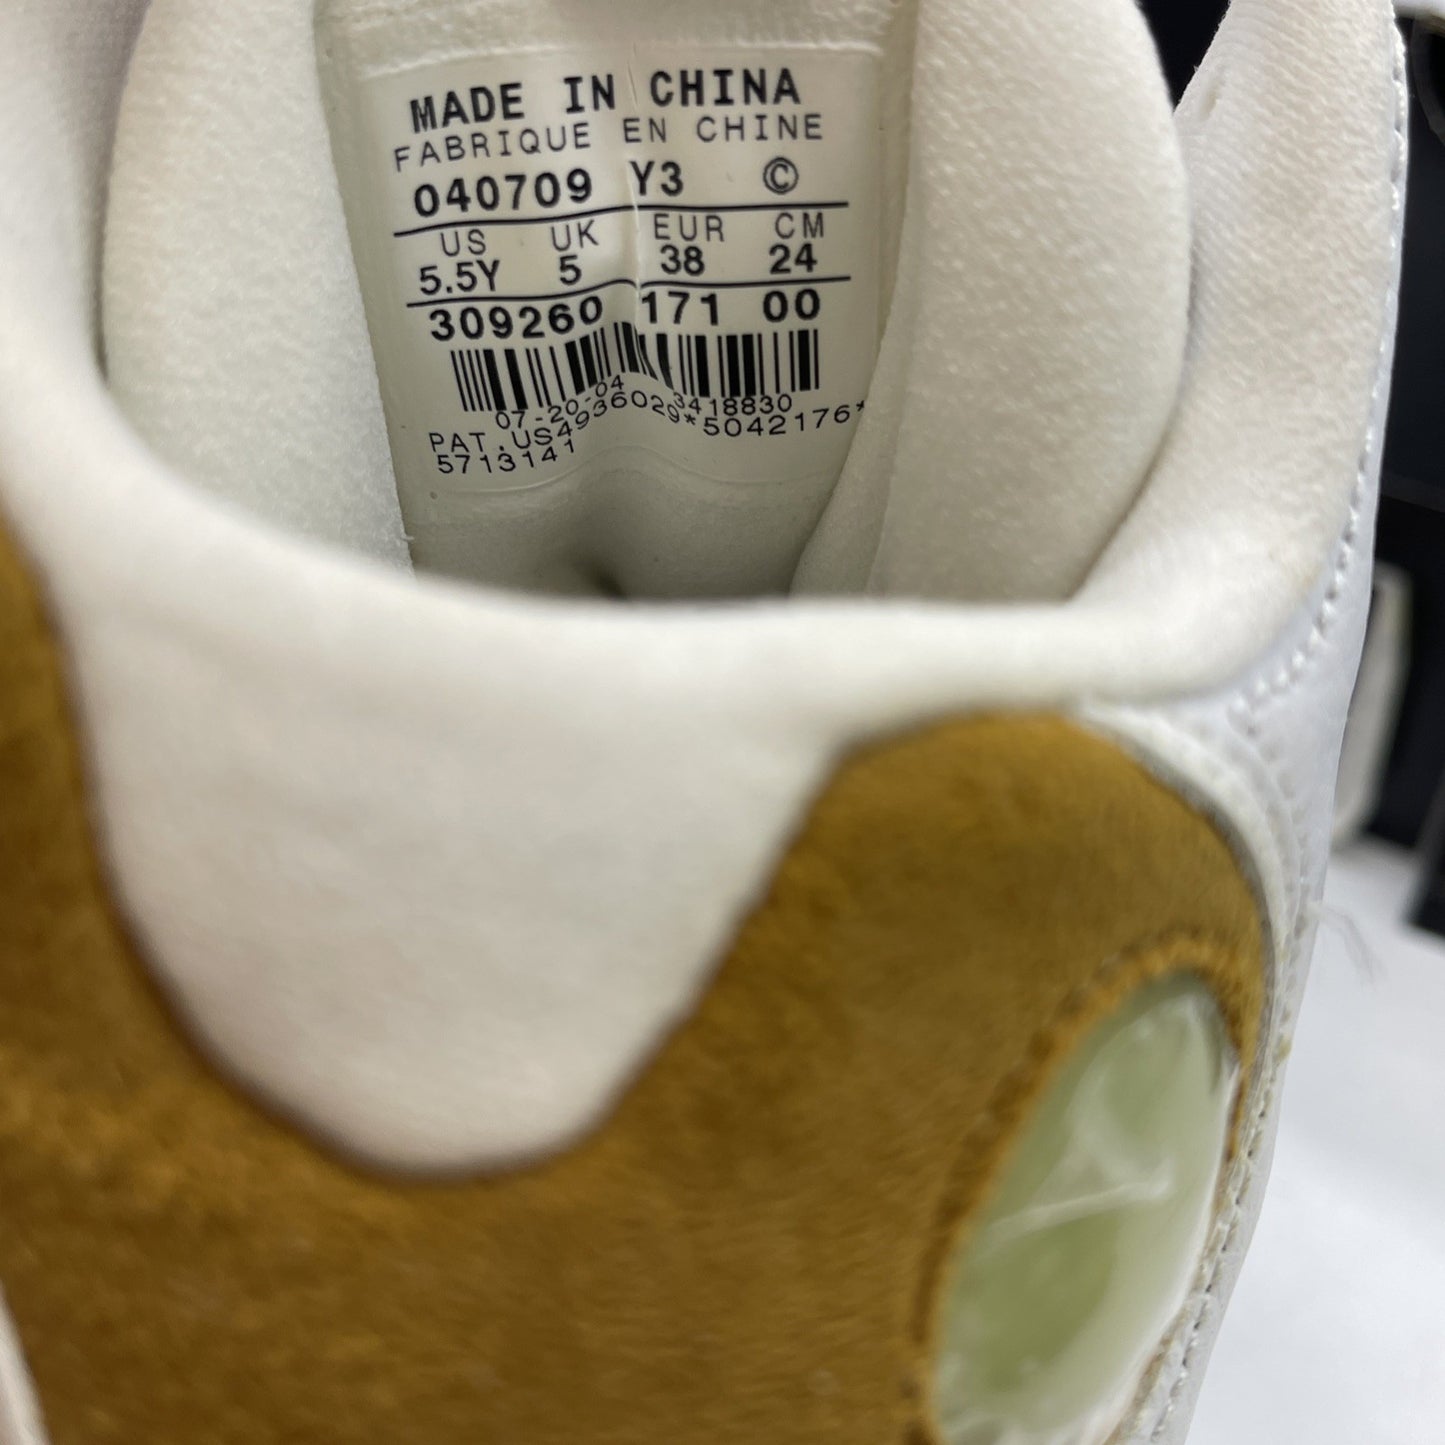 MADE IN CHINA
FABRIQUE EN CHINE
040709 Y3 ©
US UK EUR CM
5.5Y 5 38 24
309260 171 00
07-20-04 3418830
PAT.US4936029*5042176*
5713141